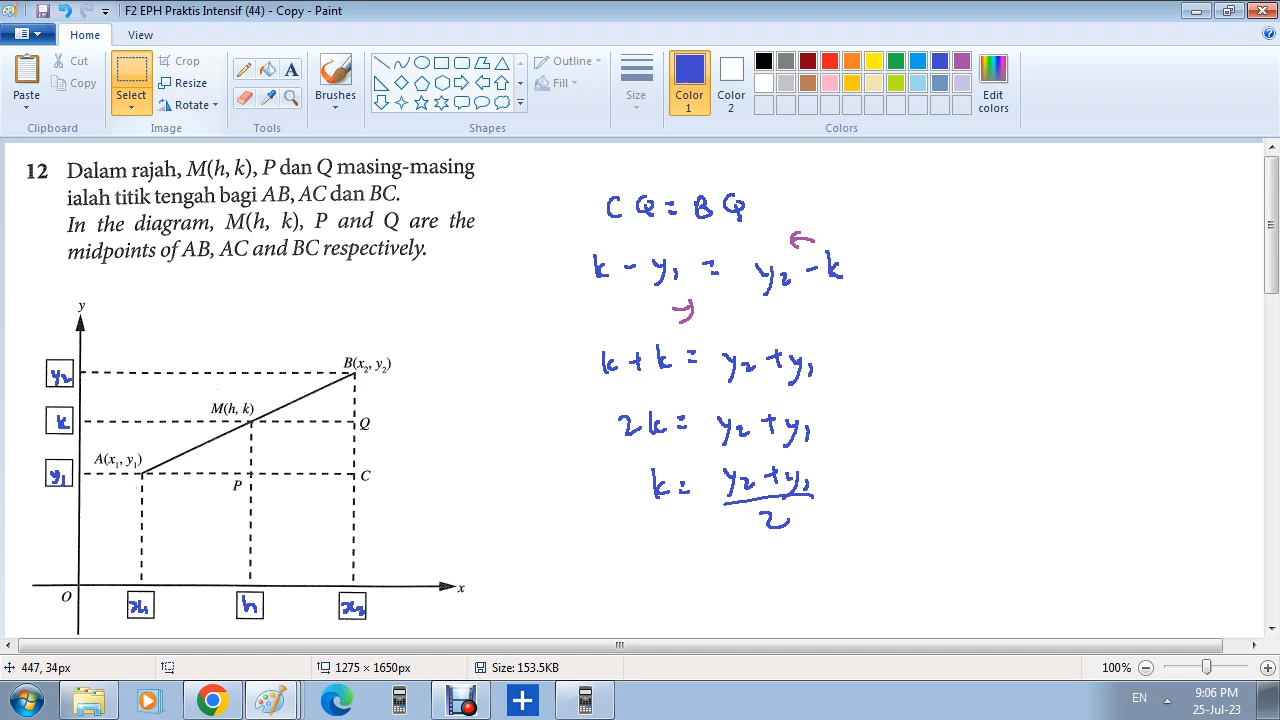 F2 EPH Praktis Intensif (44) - Copy - Paint
Home View
Paste
Cut
Copy
Clipboard
Select
Crop
Resize
Rotate
Image
A
Tools
Brushes
Outline
Fill
Shapes
Size
Color 1
Color 2
Edit colors
Colors
12 Dalam rajah, M(h, k), P dan Q masing-masing
ialah titik tengah bagi AB, AC dan BC.
In the diagram, M(h, k), P and Q are the
midpoints of AB, AC and BC respectively.
y
y2
B(x2, y2)
k
M(h, k)
Q
y1
A(x1, y1)
P
C
O
x1
h
x2
x
CQ = BQ
k - y1 = y2 - k
k + k = y2 + y1
2k = y2 + y1
k = y2 + y1
2
447, 34px
1275 × 1650px
Size: 153.5KB
100%
EN
9:06 PM
25-Jul-23